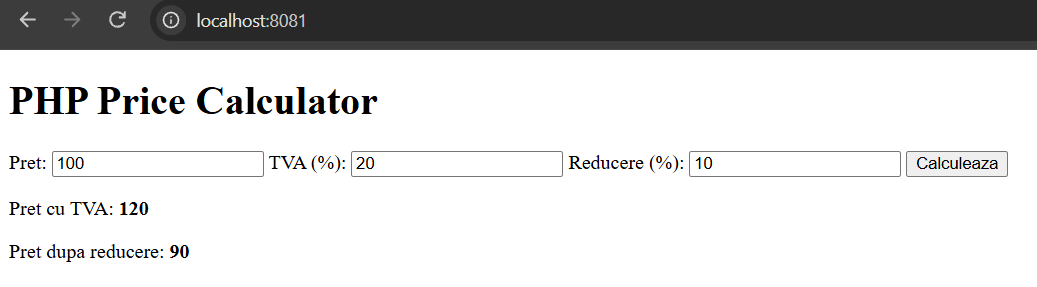 localhost:8081
PHP Price Calculator
Pret: 100 TVA (%): 20 Reducere (%): 10 Calculeaza
Pret cu TVA: 120
Pret dupa reducere: 90